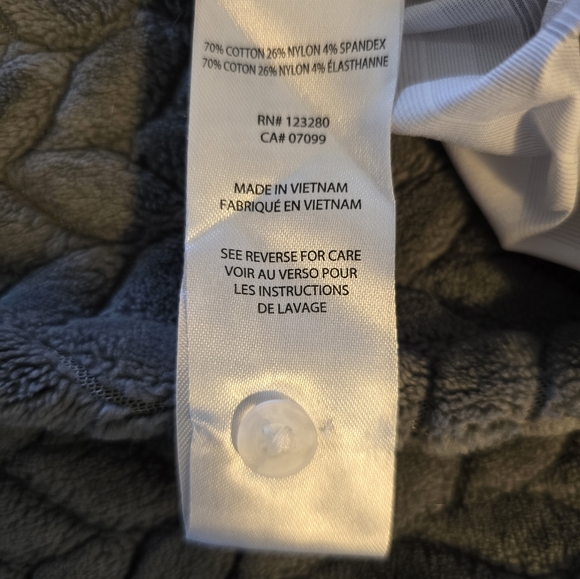 70% COTTON 26% NYLON 4% SPANDEX
70% COTON 26% NYLON 4% ÉLASTHANNE
RN# 123280
CA# 07099
MADE IN VIETNAM
FABRIQUÉ EN VIETNAM
SEE REVERSE FOR CARE
VOIR AU VERSO POUR
LES INSTRUCTIONS
DE LAVAGE